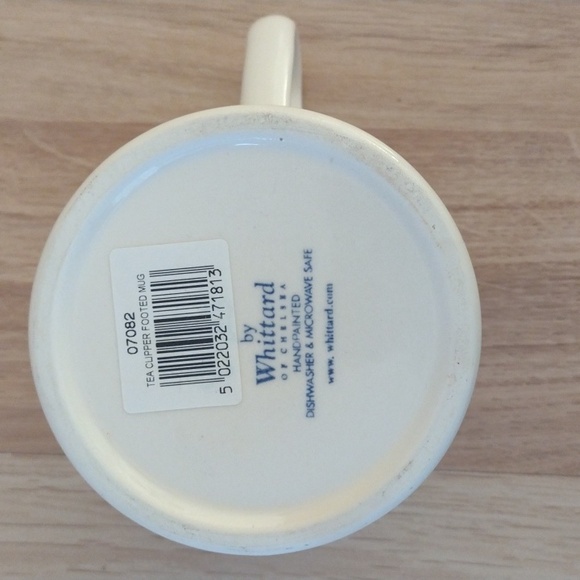 07082
TEA CLIPPER FOOTED MUG
5 022032 471813
by
Whittard
OF CHELSEA
HANDPAINTED
DISHWASHER & MICROWAVE SAFE
www.whittard.com